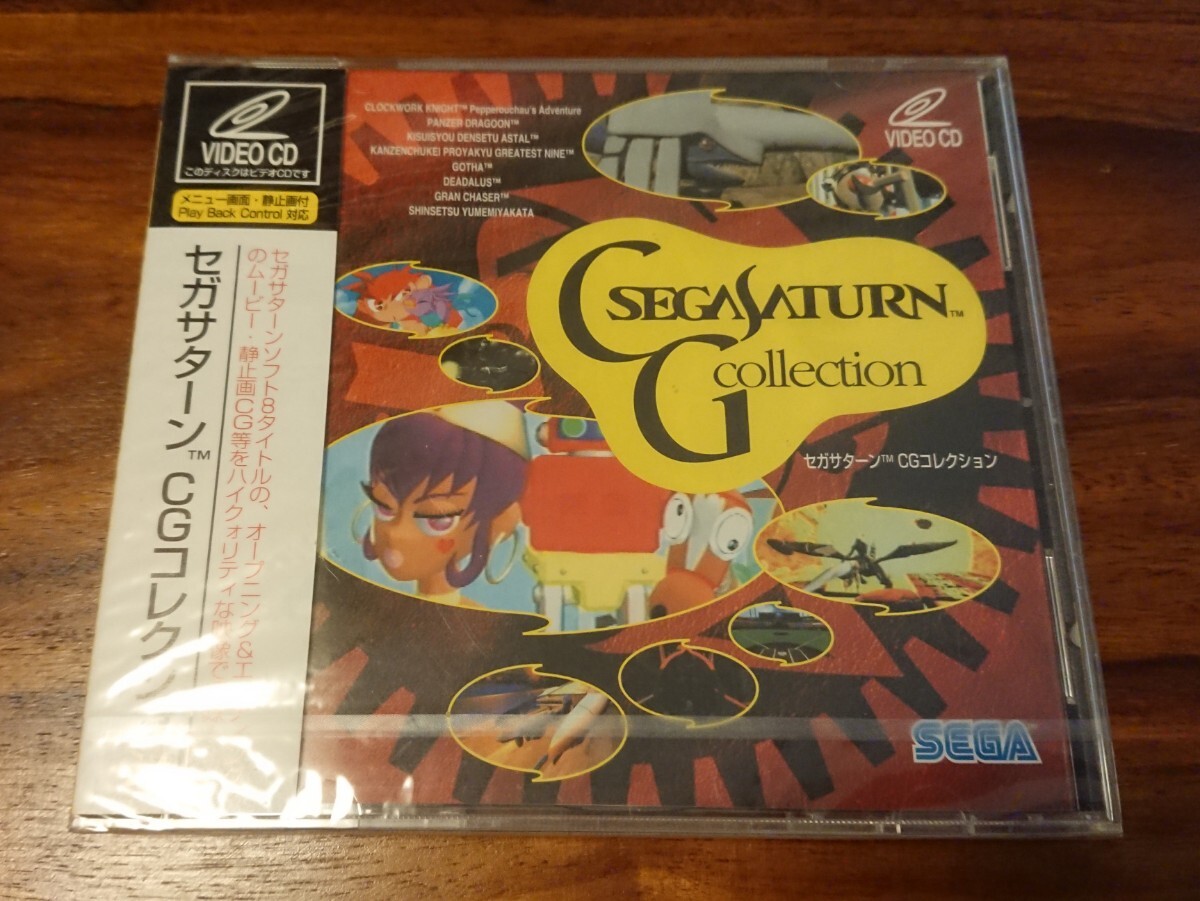 VIDEO CD
このディスクはビデオCDです
メニュー画面・静止画付
Play Back Control 対応
セガサターン™ CGコレクション
セガサターンソフト8タイトルの、オープニング&エ
のムービー・静止画CG等をハイクォリティな映像で
CLOCKWORK KNIGHT™ Pepperouchau's Adventure
PANZER DRAGOON™
KISUISYOU DENSETU ASTAL™
KANZENCHUKEI PROYAKYU GREATEST NINE™
GOTHA™
DEADALUS™
GRAN CHASER™
SHINSETSU YUMEMIYAKATA
VIDEO CD
SEGA SATURN™
CG collection
セガサターン™ CGコレクション
SEGA